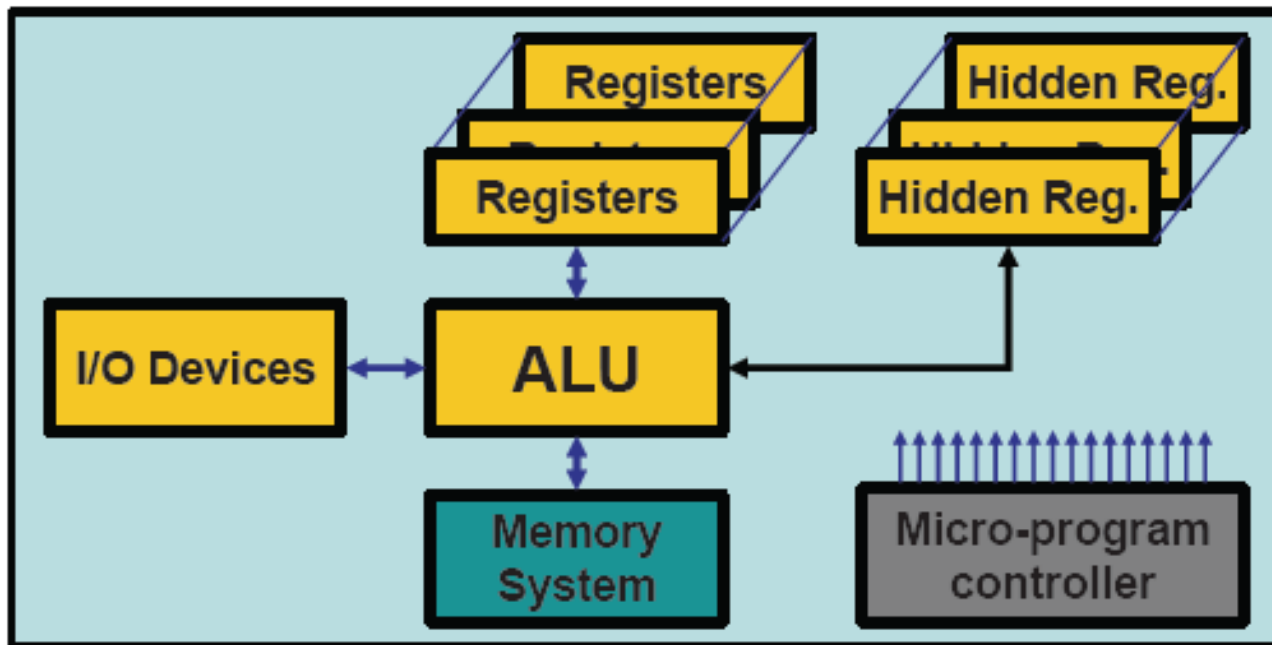 Registers
Hidden Reg.
Registers
Hidden Reg.
I/O Devices
ALU
Memory
System
Micro-program
controller